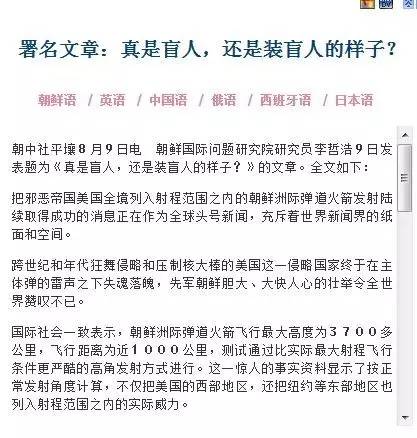 署名文章：真是盲人，还是装盲人的样子？
朝鲜语 / 英语 / 中国语 / 俄语 / 西班牙语 / 日本语
朝中社平壤8月9日电　朝鲜国际问题研究院研究员李哲浩9日发
表题为《真是盲人，还是装盲人的样子？》的文章。全文如下：
把邪恶帝国美国全境列入射程范围之内的朝鲜洲际弹道火箭发射陆
续取得成功的消息正在作为全球头号新闻，充斥着世界新闻界的纸
面和空间。
跨世纪和年代狂舞侵略和压制核大棒的美国这一侵略国家终于在主
体弹的雷声之下失魂落魄，先军朝鲜胆大、大快人心的壮举令全世
界赞叹不已。
国际社会一致表示，朝鲜洲际弹道火箭飞行最大高度为3700多
公里，飞行距离为近1000公里，测试通过比实际最大射程飞行
条件更严酷的高角发射方式进行。这一惊人的事实资料显示了按正
常发射角度计算，不仅把美国的西部地区，还把纽约等东部地区也
列入射程范围之内的实际威力。